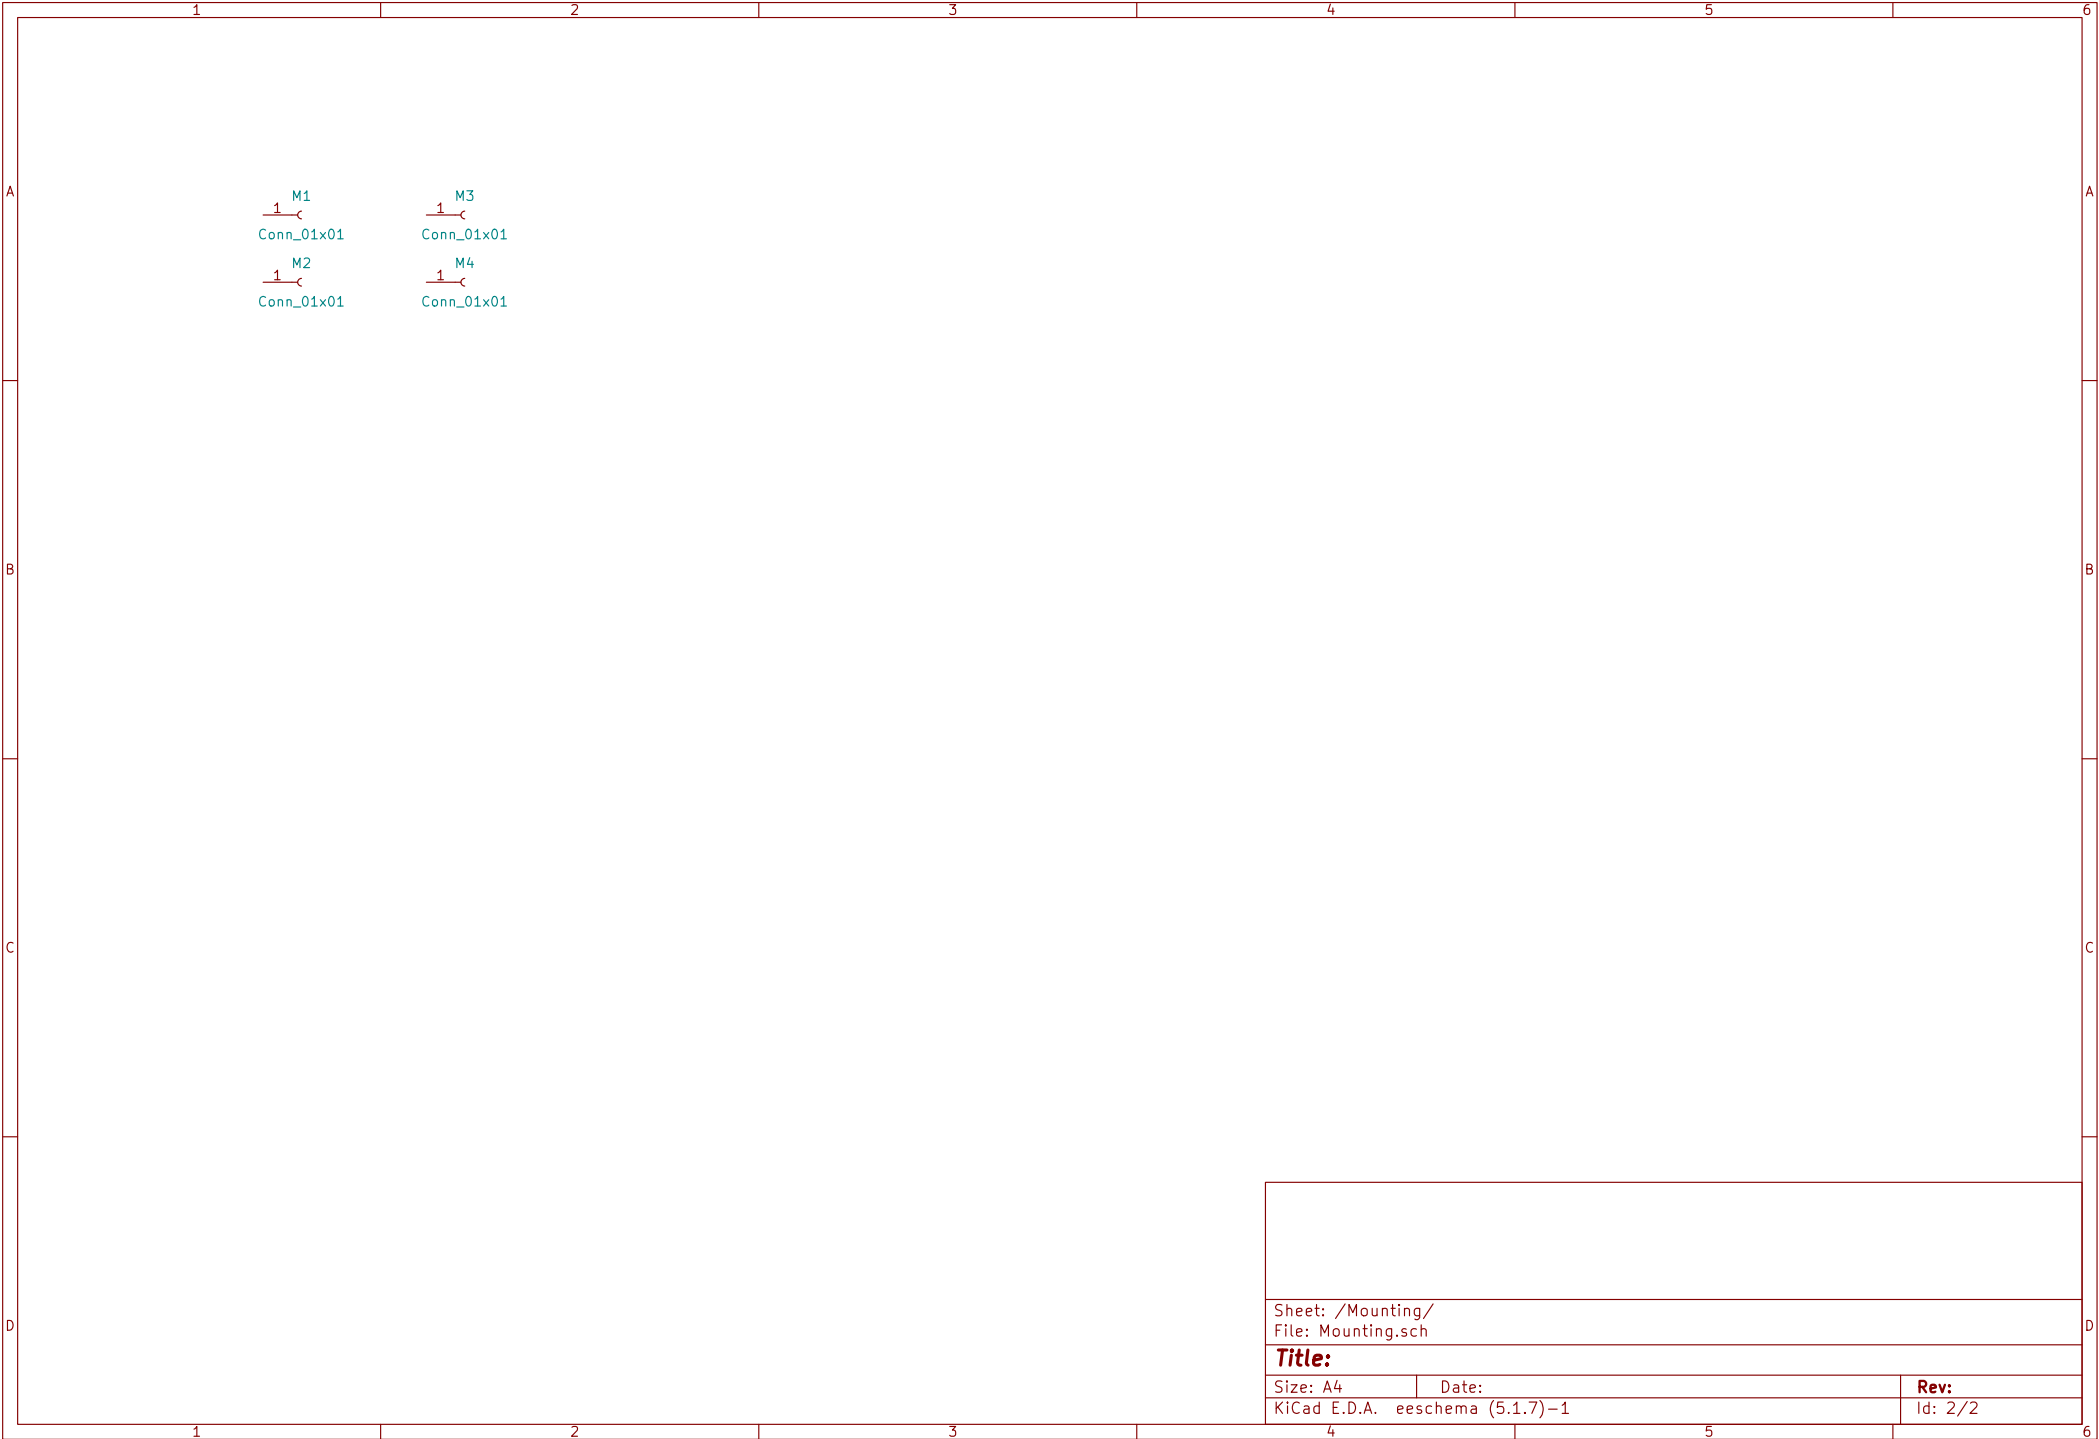 1 2 3 4 5 6
A A
M1 M3
1 1
Conn_01x01 Conn_01x01
M2 M4
1 1
Conn_01x01 Conn_01x01
B B
C C
Sheet: /Mounting/
D D
File: Mounting.sch
Title:
Size: A4 Date: Rev:
KiCad E.D.A. eeschema (5.1.7)-1 Id: 2/2
1 2 3 4 5 6